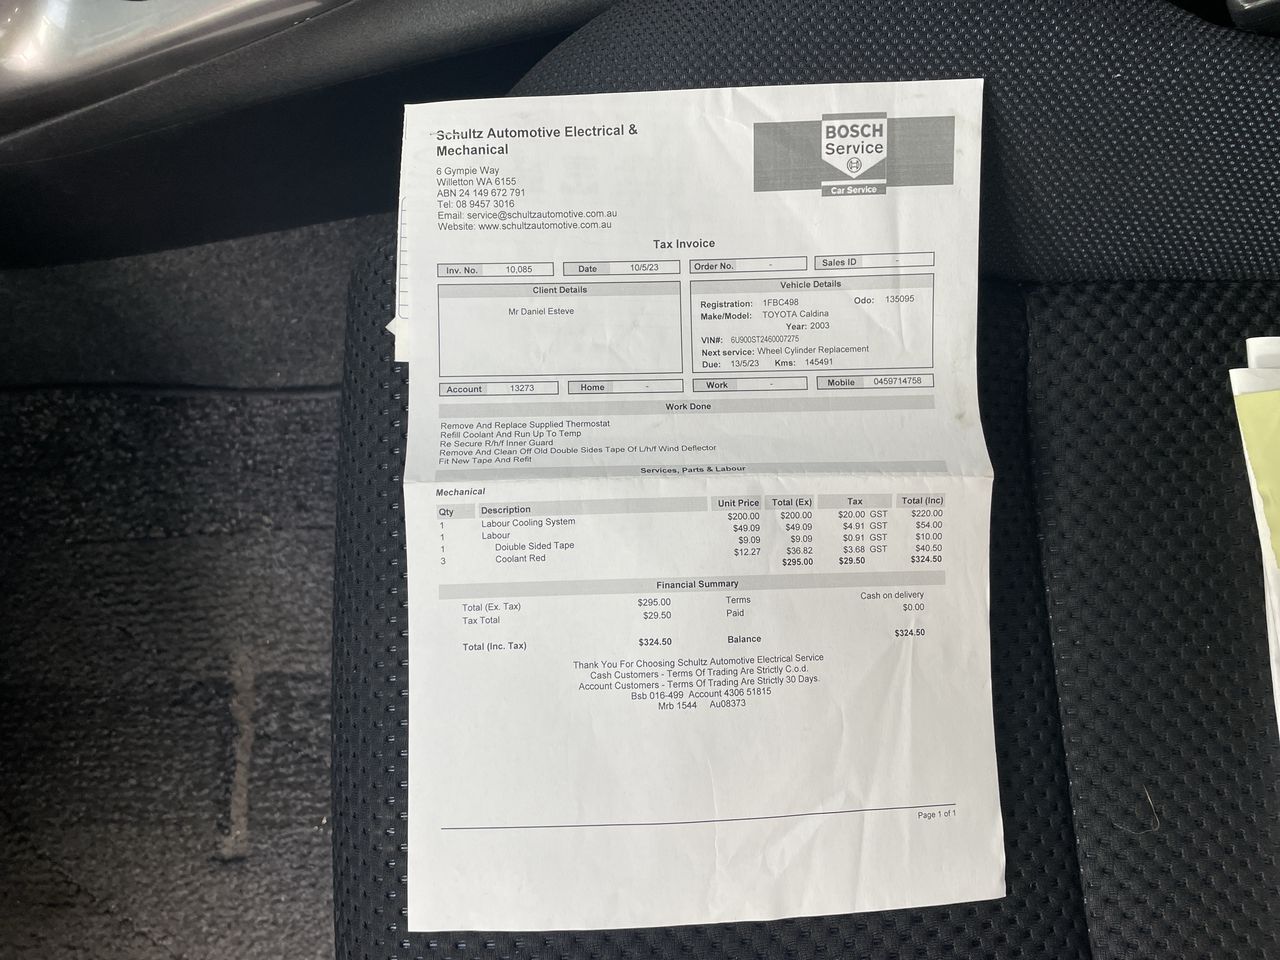 Schultz Automotive Electrical &
Mechanical
6 Gympie Way
Willetton WA 6155
ABN 24 149 672 791
Tel: 08 9457 3016
Email: service@schultzautomotive.com.au
Website: www.schultzautomotive.com.au
BOSCH
Service
Car Service
Tax Invoice
Inv. No. 10,085 Date 10/5/23 Order No. - Sales ID -
Client Details
Mr Daniel Esteve
Vehicle Details
Registration: 1FBC498 Odo: 135095
Make/Model: TOYOTA Caldina
Year: 2003
VIN#: 6U900ST2460007275
Next service: Wheel Cylinder Replacement
Due: 13/5/23 Kms: 145491
Account 13273 Home - Work - Mobile 0459714758
Work Done
Remove And Replace Supplied Thermostat
Refill Coolant And Run Up To Temp
Re Secure R/h/f Inner Guard
Remove And Clean Off Old Double Sides Tape Of L/h/f Wind Deflector
Fit New Tape And Refit
Services, Parts & Labour
Mechanical
Qty Description Unit Price Total (Ex) Tax Total (Inc)
1 Labour Cooling System $200.00 $200.00 $20.00 GST $220.00
1 Labour $49.09 $49.09 $4.91 GST $54.00
1 Doiuble Sided Tape $9.09 $9.09 $0.91 GST $10.00
3 Coolant Red $12.27 $36.82 $3.68 GST $40.50
$295.00 $29.50 $324.50
Financial Summary
Total (Ex. Tax) $295.00 Terms Cash on delivery
Tax Total $29.50 Paid $0.00
Total (Inc. Tax) $324.50 Balance $324.50
Thank You For Choosing Schultz Automotive Electrical Service
Cash Customers - Terms Of Trading Are Strictly C.o.d.
Account Customers - Terms Of Trading Are Strictly 30 Days.
Bsb 016-499 Account 4306 51815
Mrb 1544 Au08373
Page 1 of 1